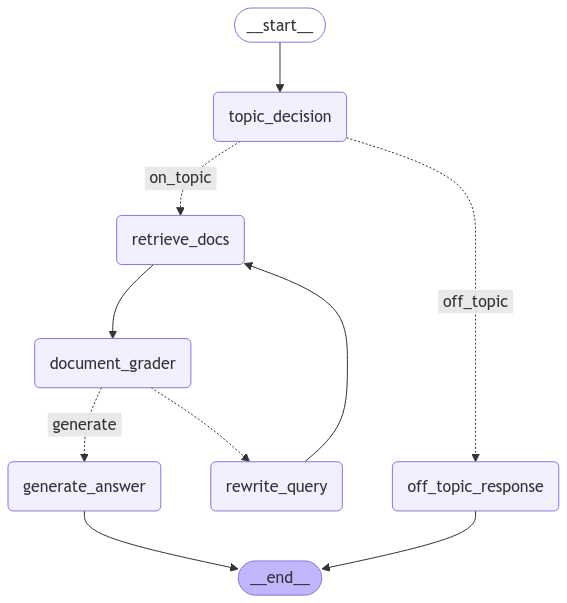 __start__
topic_decision
on_topic
retrieve_docs
off_topic
document_grader
generate
generate_answer
rewrite_query
off_topic_response
__end__